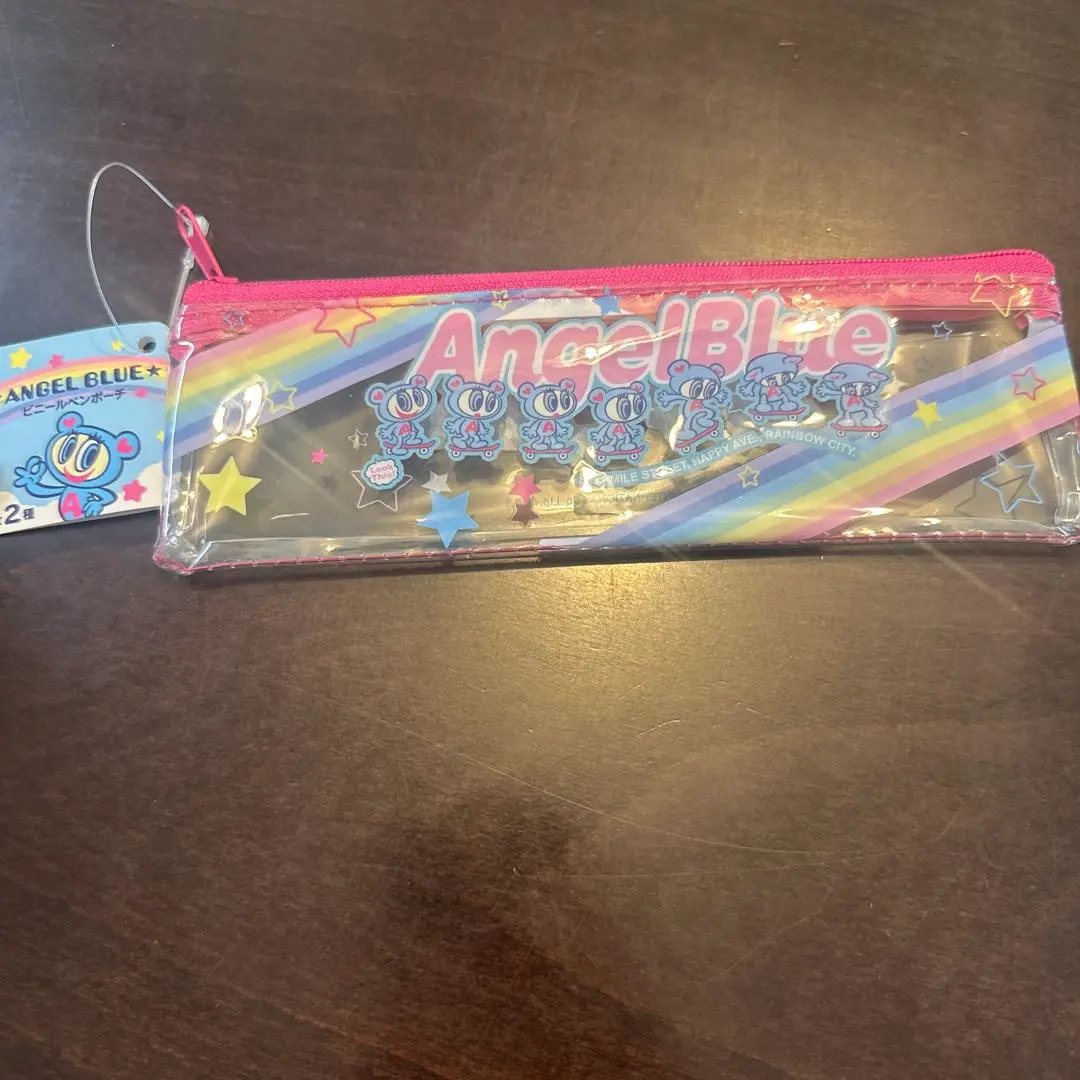 ANGEL BLUE★
ビニールペンポーチ
A
2種
AngelBlue
A
A
A
A
A
Look
This!
SMILE STREET, HAPPY AVE, RAINBOW CITY.